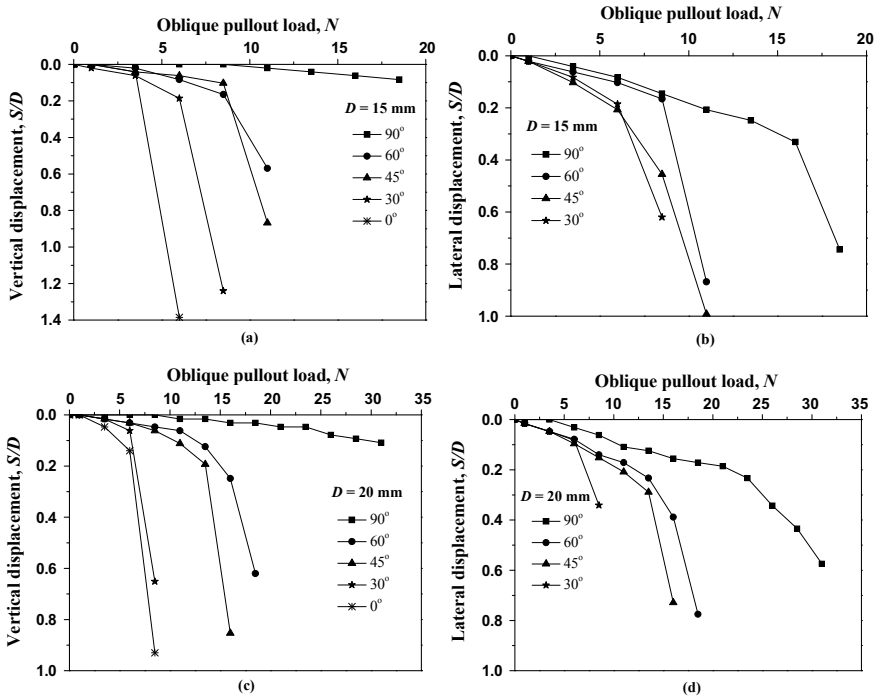 Oblique pullout load, N
0 5 10 15 20
Vertical displacement, S/D
0.0
0.2
0.4
0.6
0.8
1.0
1.2
1.4
D = 15 mm
90°
60°
45°
30°
0°
(a)
Oblique pullout load, N
0 5 10 15 20
Lateral displacement, S/D
0.0
0.2
0.4
0.6
0.8
1.0
D = 15 mm
90°
60°
45°
30°
(b)
Oblique pullout load, N
0 5 10 15 20 25 30 35
Vertical displacement, S/D
0.0
0.2
0.4
0.6
0.8
1.0
D = 20 mm
90°
60°
45°
30°
0°
(c)
Oblique pullout load, N
0 5 10 15 20 25 30 35
Lateral displacement, S/D
0.0
0.2
0.4
0.6
0.8
1.0
D = 20 mm
90°
60°
45°
30°
(d)